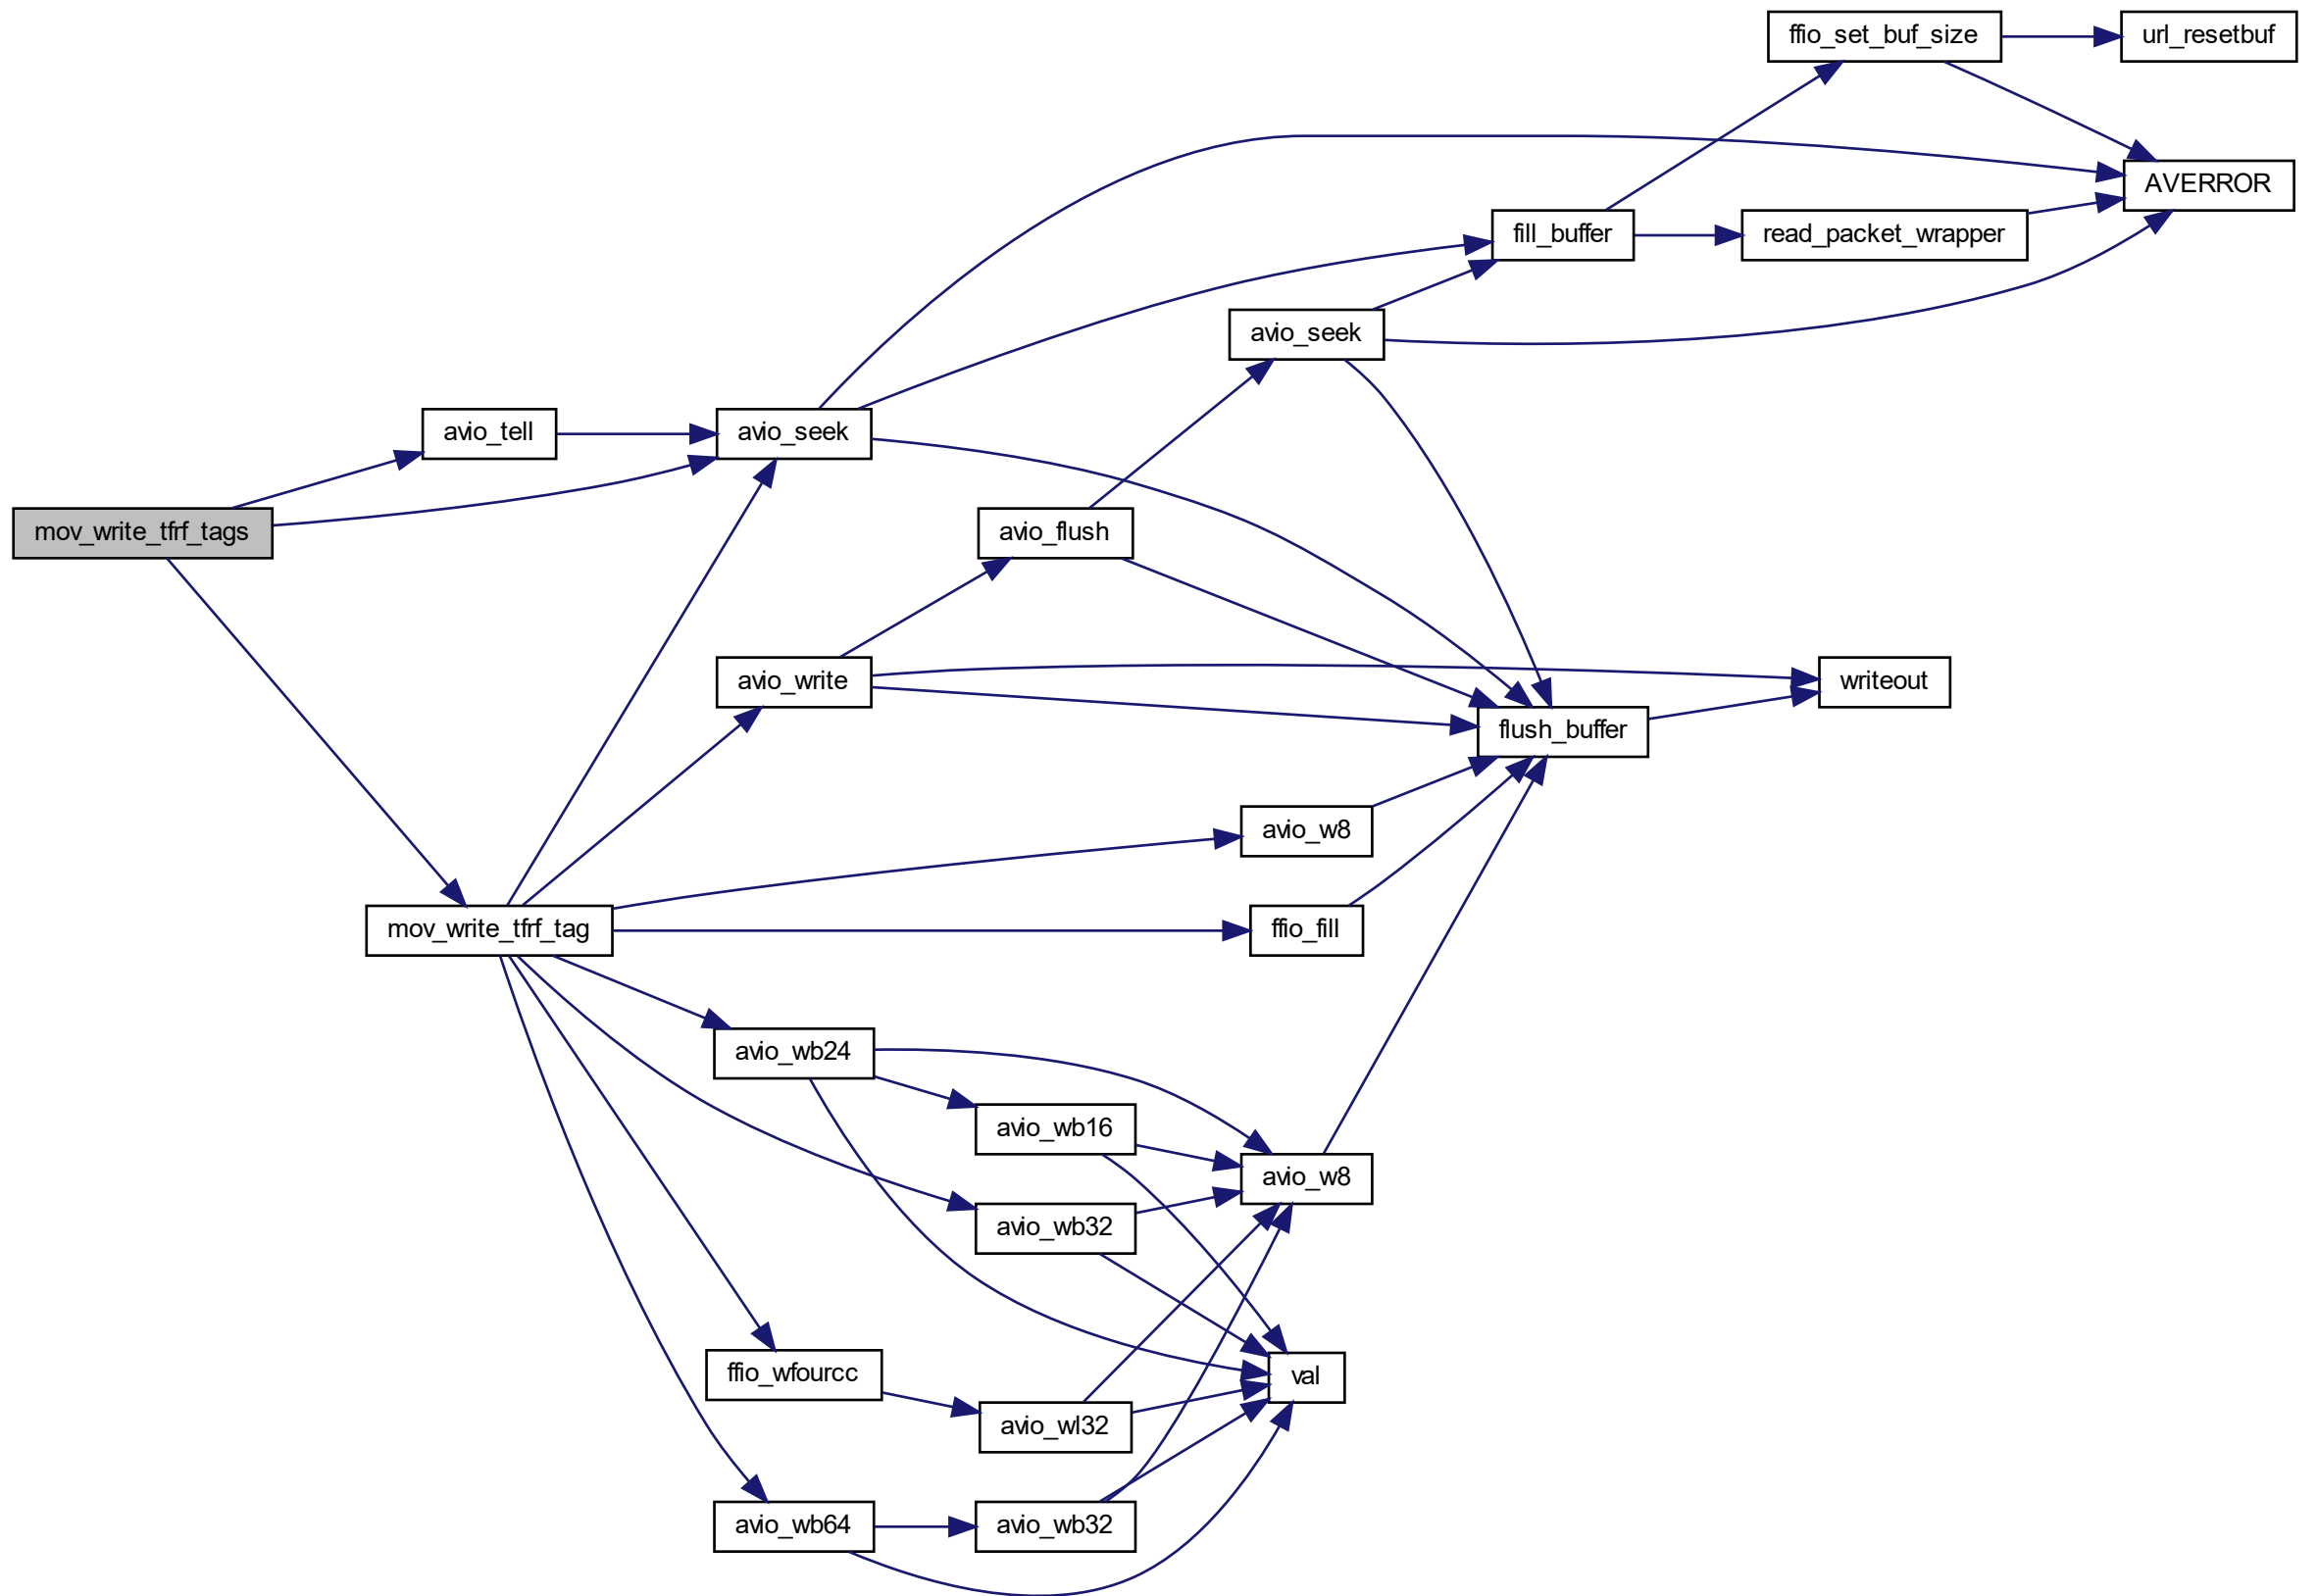 ffio_set_buf_size
url_resetbuf
AVERROR
fill_buffer
read_packet_wrapper
avio_seek
avio_tell
avio_seek
mov_write_tfrf_tags
avio_flush
avio_write
writeout
flush_buffer
avio_w8
mov_write_tfrf_tag
ffio_fill
avio_wb24
avio_wb16
avio_w8
avio_wb32
ffio_wfourcc
val
avio_wl32
avio_wb64
avio_wb32